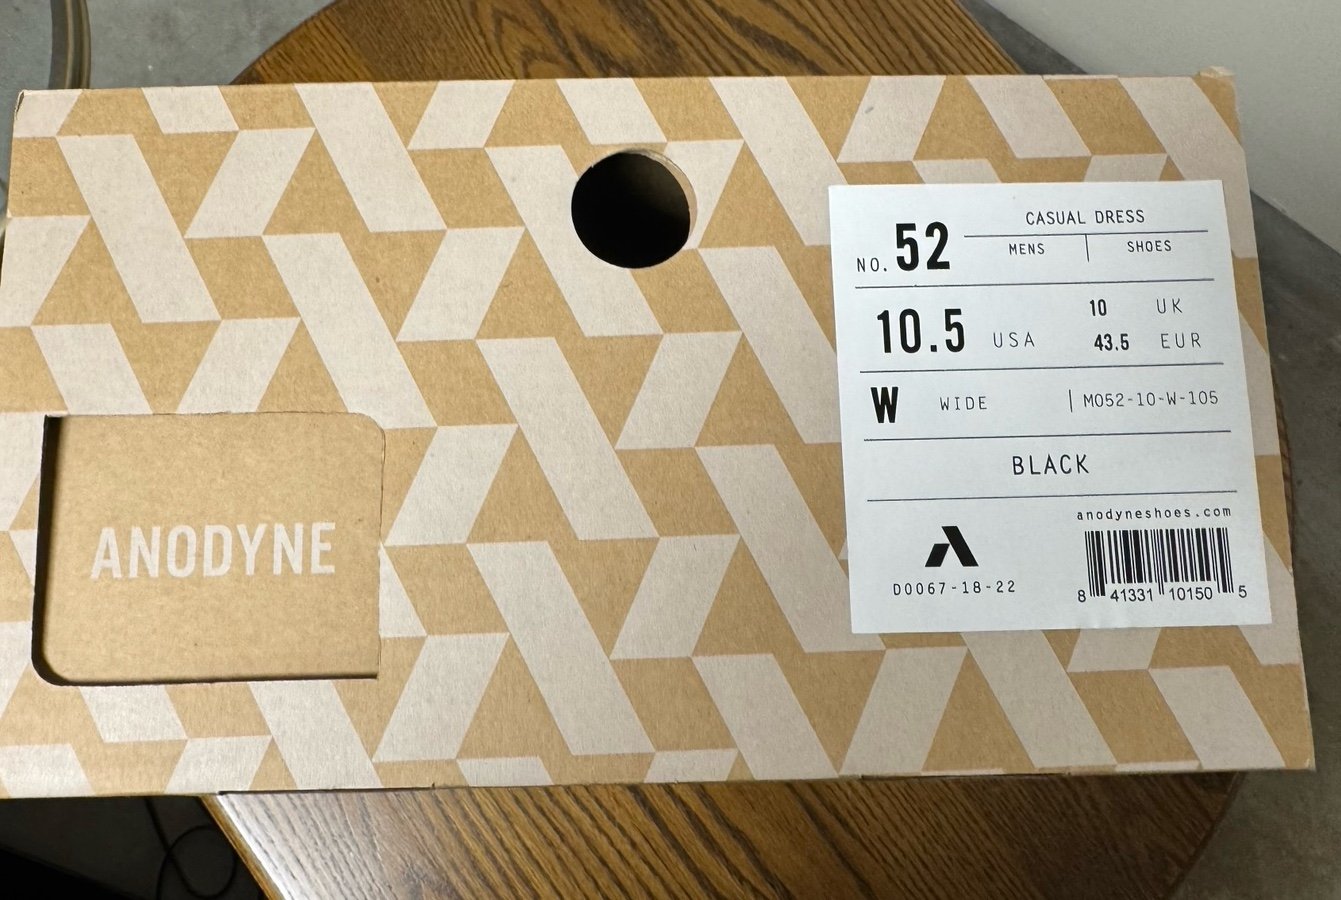 ANODYNE
NO. 52
CASUAL DRESS
MENS | SHOES
10.5 USA
10 UK
43.5 EUR
W WIDE | M052-10-W-105
BLACK
anodyneshoes.com
D0067-18-22
8 41331 10150 5